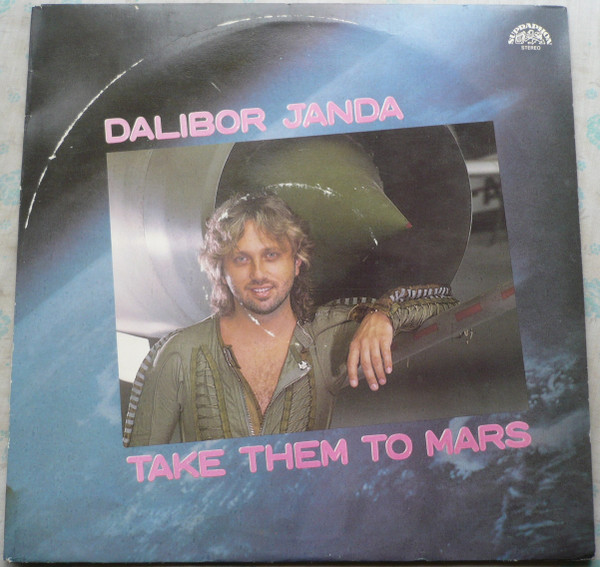 SUPRAPHON
STEREO
DALIBOR JANDA
TAKE THEM TO MARS